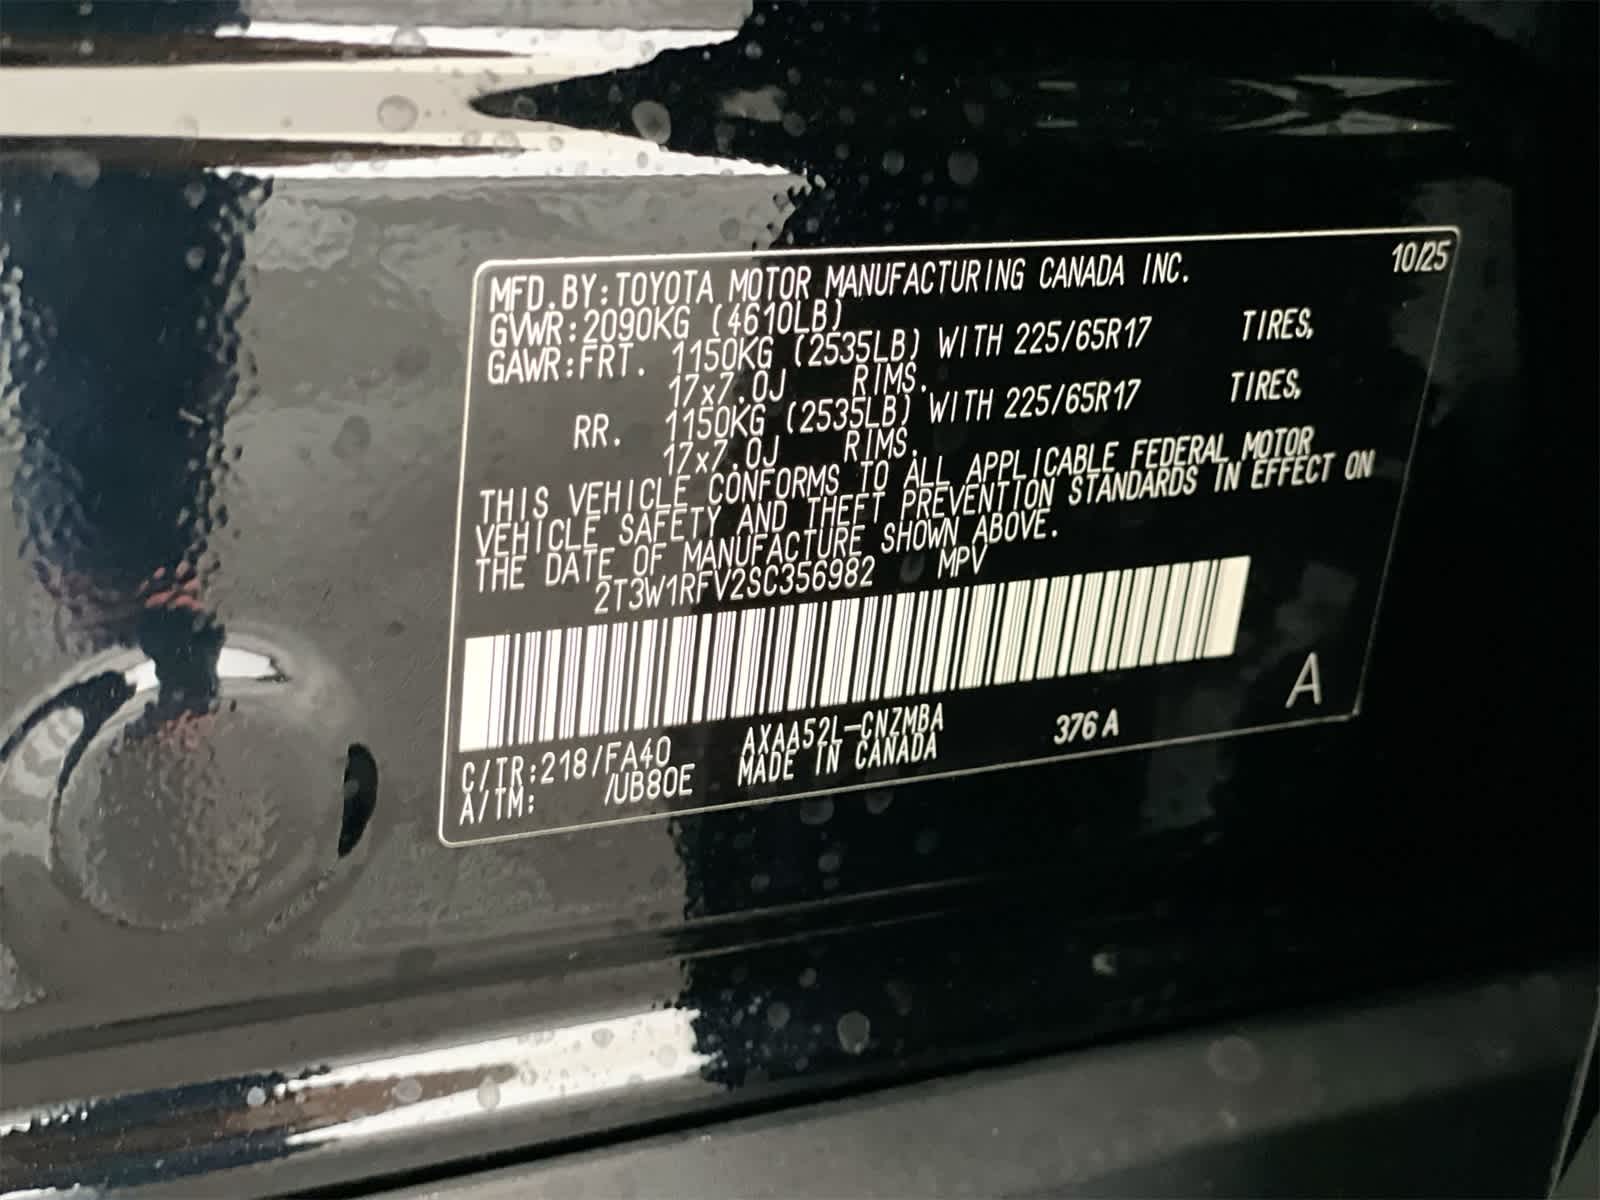 10/25
MFD.BY:TOYOTA MOTOR MANUFACTURING CANADA INC.
GVWR:2090KG (4610LB)
GAWR:FRT. 1150KG (2535LB) WITH 225/65R17 TIRES,
17x7.0J RIMS.
RR. 1150KG (2535LB) WITH 225/65R17 TIRES,
17x7.0J RIMS.
THIS VEHICLE CONFORMS TO ALL APPLICABLE FEDERAL MOTOR
VEHICLE SAFETY AND THEFT PREVENTION STANDARDS IN EFFECT ON
THE DATE OF MANUFACTURE SHOWN ABOVE.
2T3W1RFV2SC356982 MPV
A
C/TR:218/FA40 AXAA52L-CNZMBA 376 A
A/TM: /UB80E MADE IN CANADA